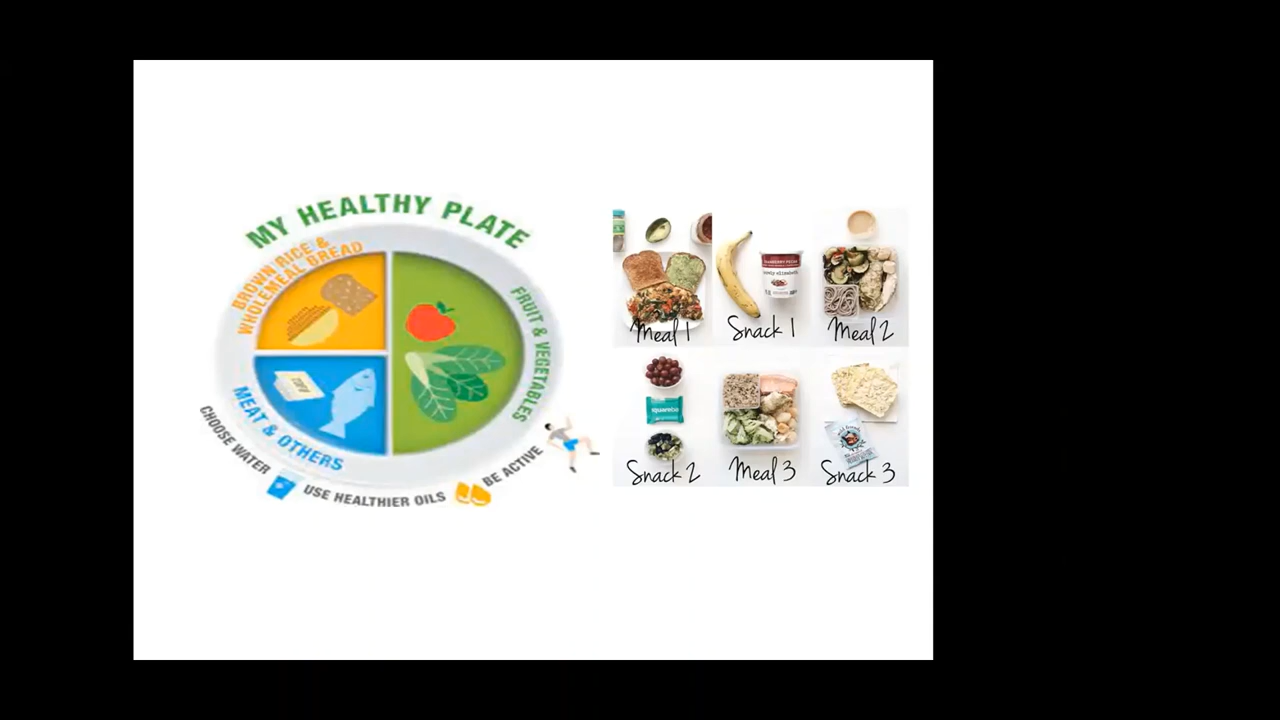 MY HEALTHY PLATE
BROWN RICE &
WHOLEMEAL BREAD
FRUIT & VEGETABLES
MEAT & OTHERS
CHOOSE WATER
USE HEALTHIER OILS
BE ACTIVE
Meal 1
Snack 1
Meal 2
squarebar
Snack 2
Meal 3
Snack 3